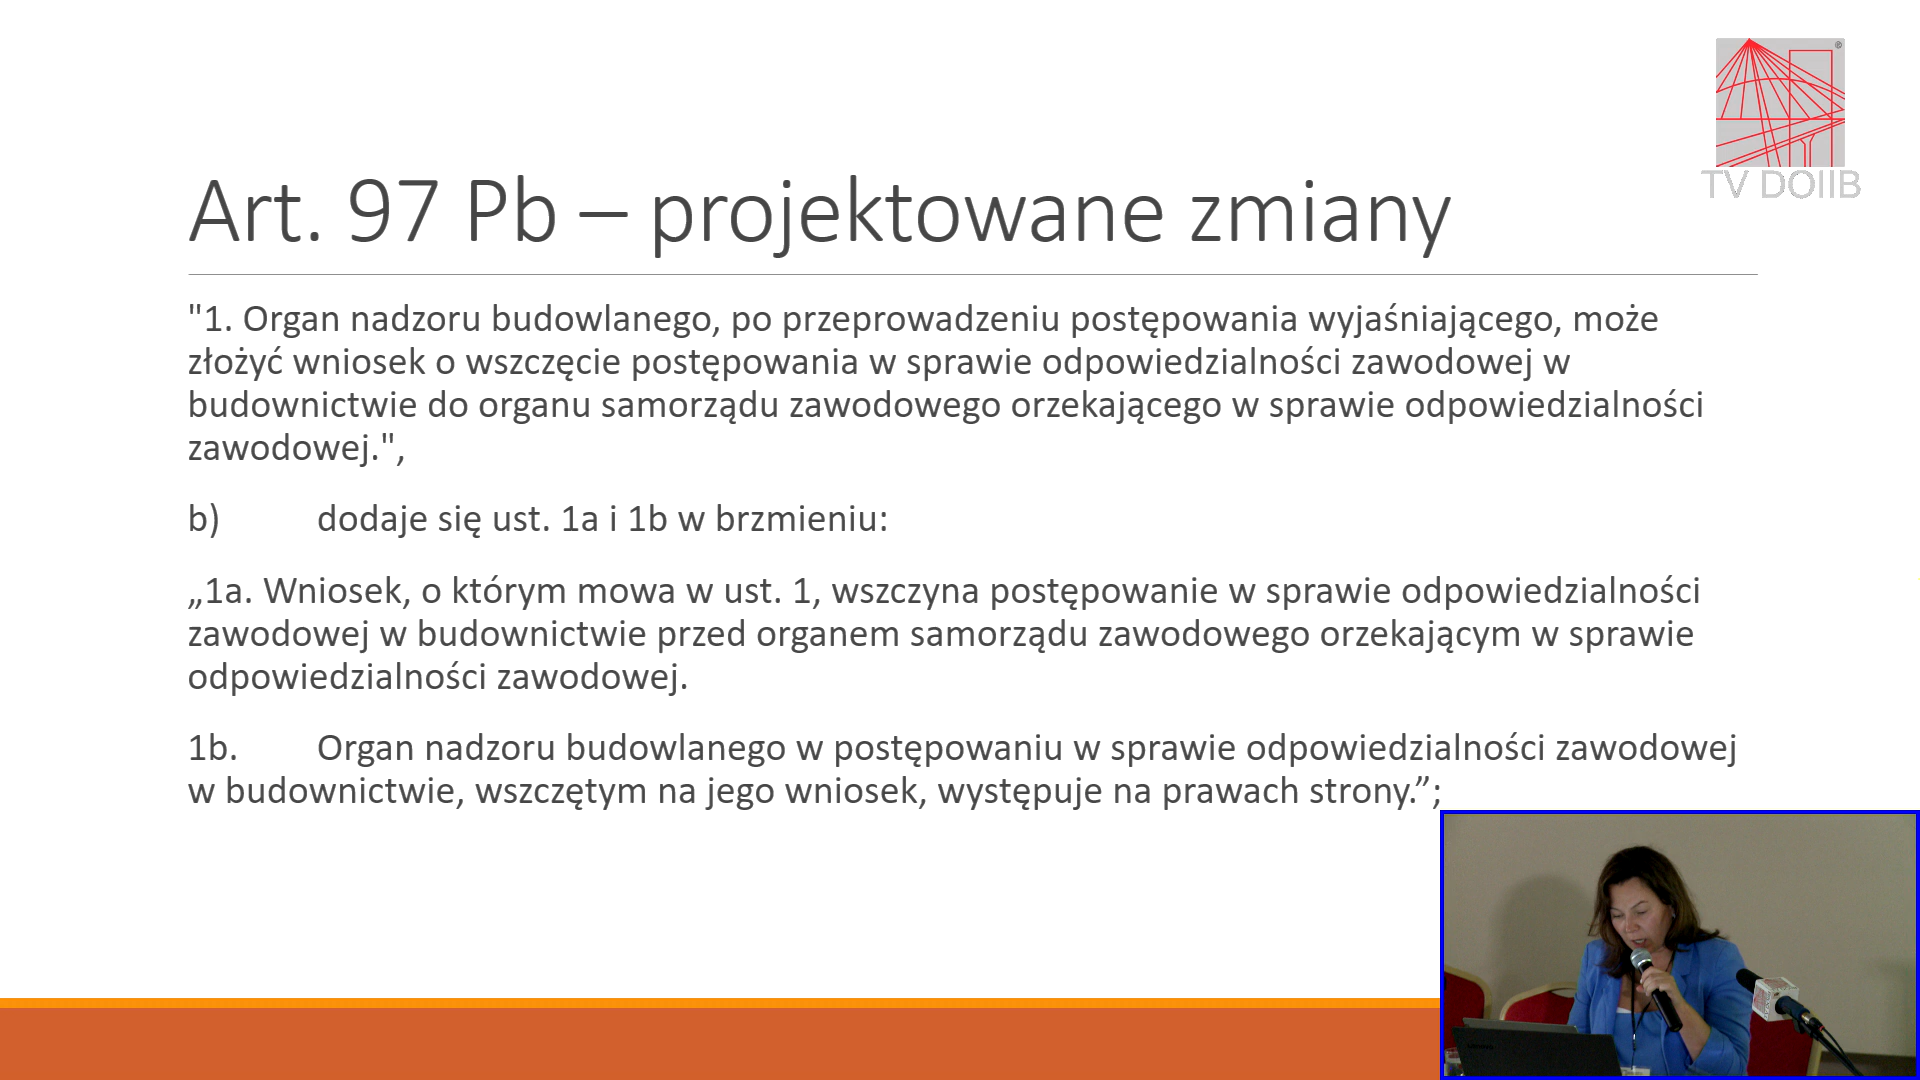 TV DOIIB
Art. 97 Pb – projektowane zmiany
"1. Organ nadzoru budowlanego, po przeprowadzeniu postępowania wyjaśniającego, może
złożyć wniosek o wszczęcie postępowania w sprawie odpowiedzialności zawodowej w
budownictwie do organu samorządu zawodowego orzekającego w sprawie odpowiedzialności
zawodowej.",
b) dodaje się ust. 1a i 1b w brzmieniu:
„1a. Wniosek, o którym mowa w ust. 1, wszczyna postępowanie w sprawie odpowiedzialności
zawodowej w budownictwie przed organem samorządu zawodowego orzekającym w sprawie
odpowiedzialności zawodowej.
1b. Organ nadzoru budowlanego w postępowaniu w sprawie odpowiedzialności zawodowej
w budownictwie, wszczętym na jego wniosek, występuje na prawach strony.”;